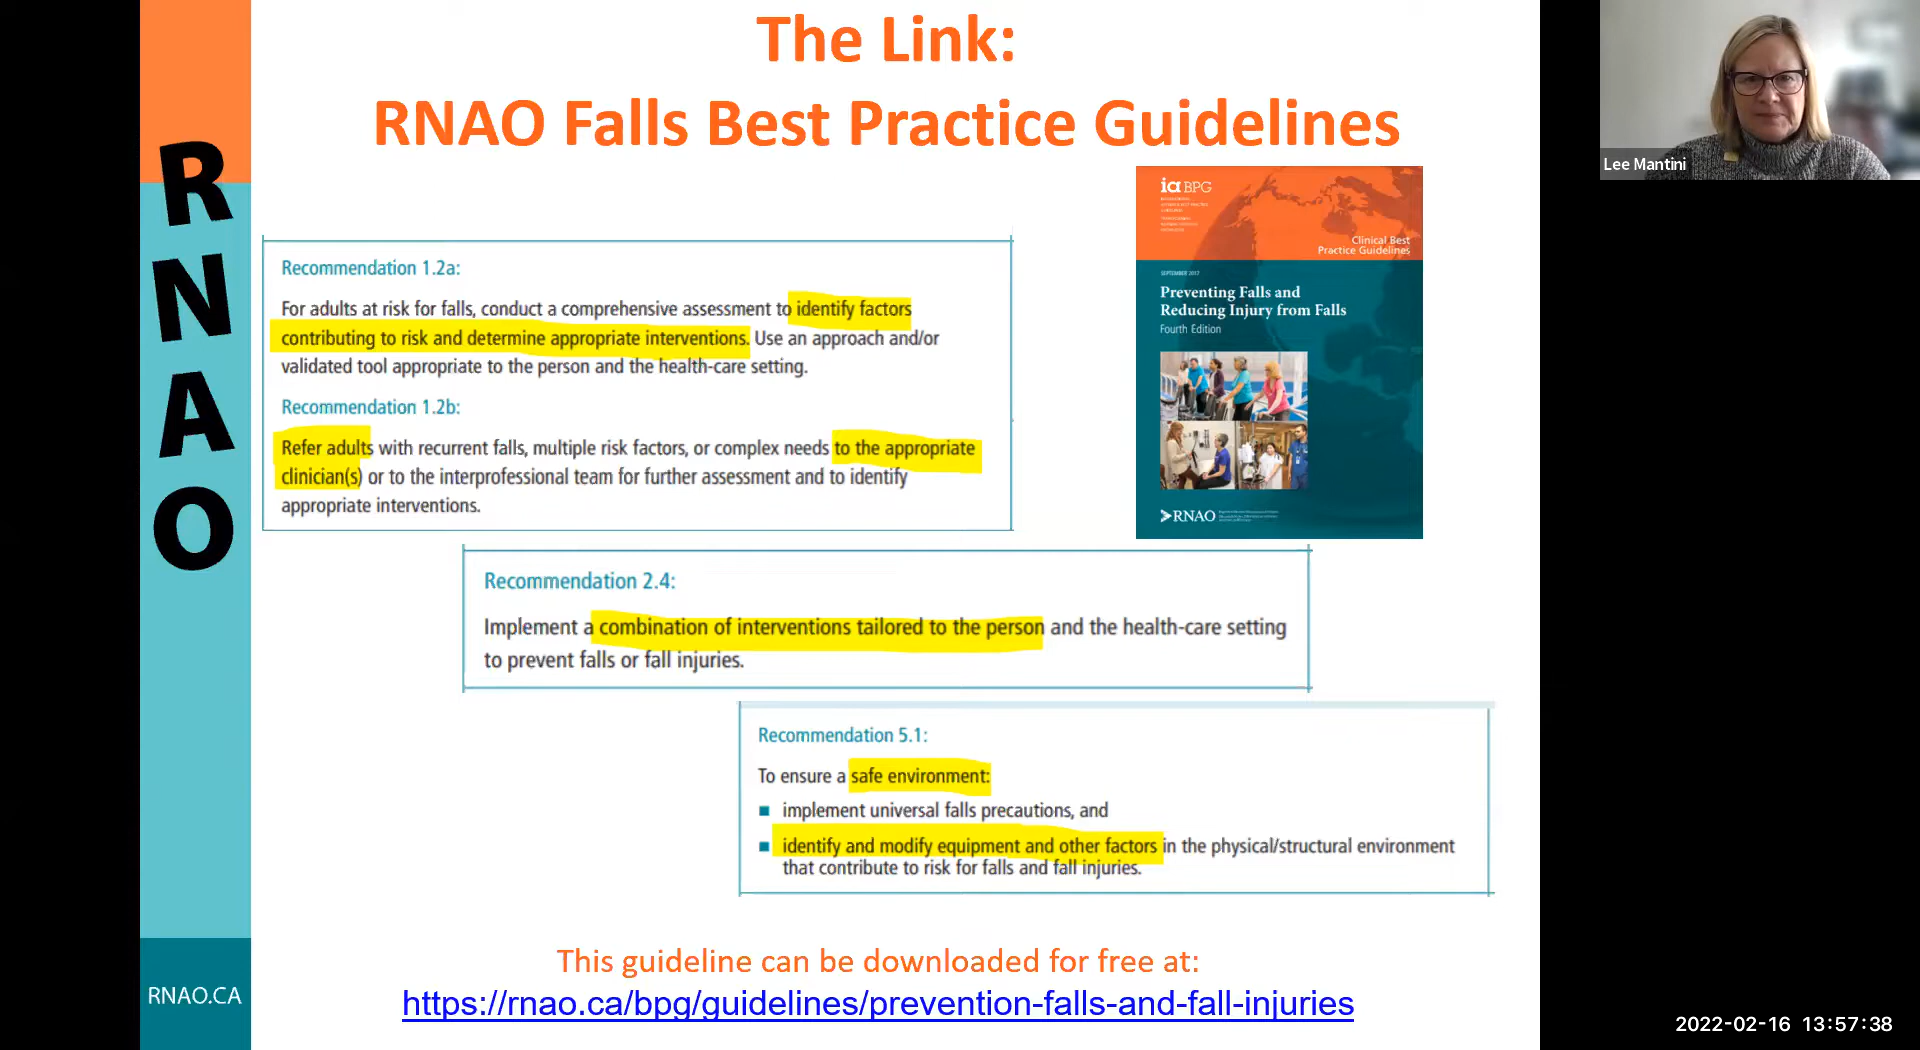 The Link:
RNAO Falls Best Practice Guidelines
RNAO
Lee Mantini
Recommendation 1.2a:
For adults at risk for falls, conduct a comprehensive assessment to identify factors
contributing to risk and determine appropriate interventions. Use an approach and/or
validated tool appropriate to the person and the health-care setting.
Recommendation 1.2b:
Refer adults with recurrent falls, multiple risk factors, or complex needs to the appropriate
clinician(s) or to the interprofessional team for further assessment and to identify
appropriate interventions.
BPG
Clinical Best
Practice Guidelines
SEPTEMBER 2017
Preventing Falls and
Reducing Injury from Falls
Fourth Edition
RNAO
Recommendation 2.4:
Implement a combination of interventions tailored to the person and the health-care setting
to prevent falls or fall injuries.
Recommendation 5.1:
To ensure a safe environment:
■ implement universal falls precautions, and
■ identify and modify equipment and other factors in the physical/structural environment
that contribute to risk for falls and fall injuries.
This guideline can be downloaded for free at:
https://rnao.ca/bpg/guidelines/prevention-falls-and-fall-injuries
RNAO.CA
2022-02-16 13:57:38